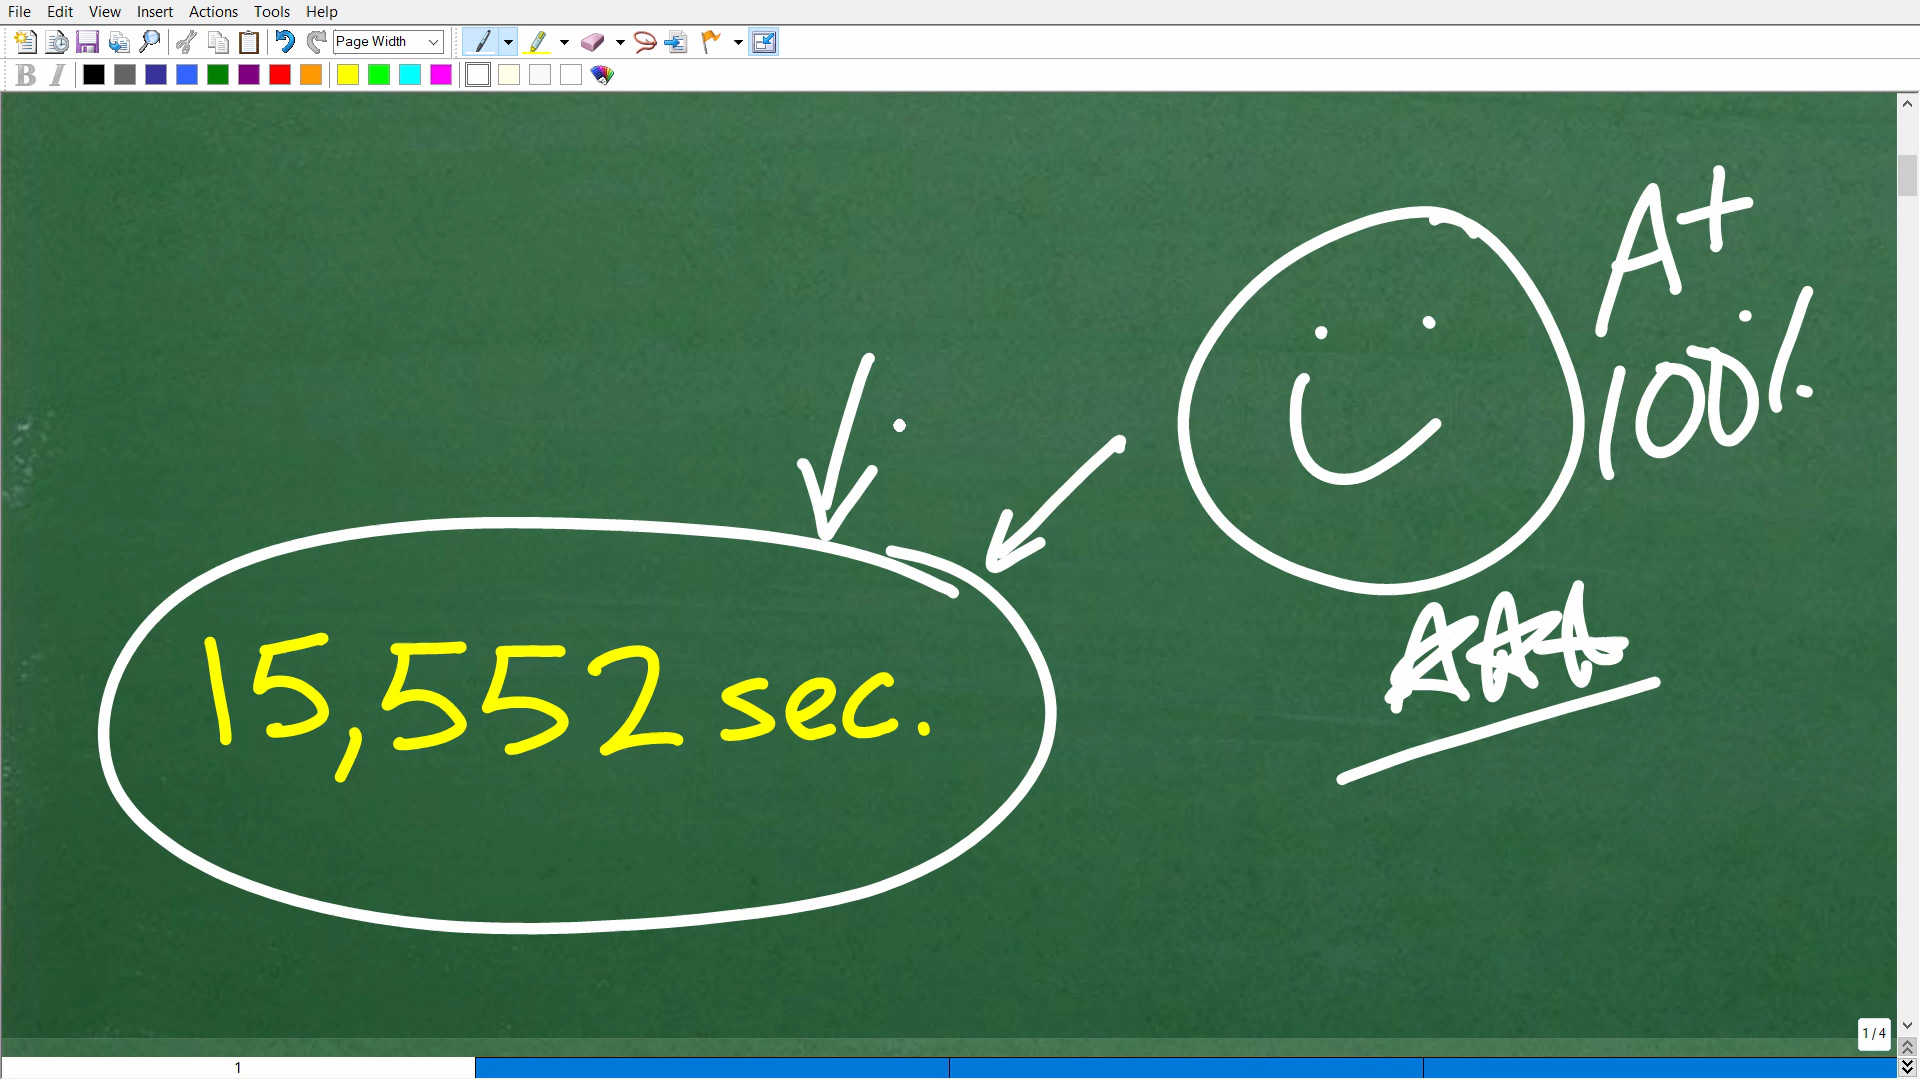 File Edit View Insert Actions Tools Help
Page Width
B I
A+
100%
15,552 sec.
1 / 4
1